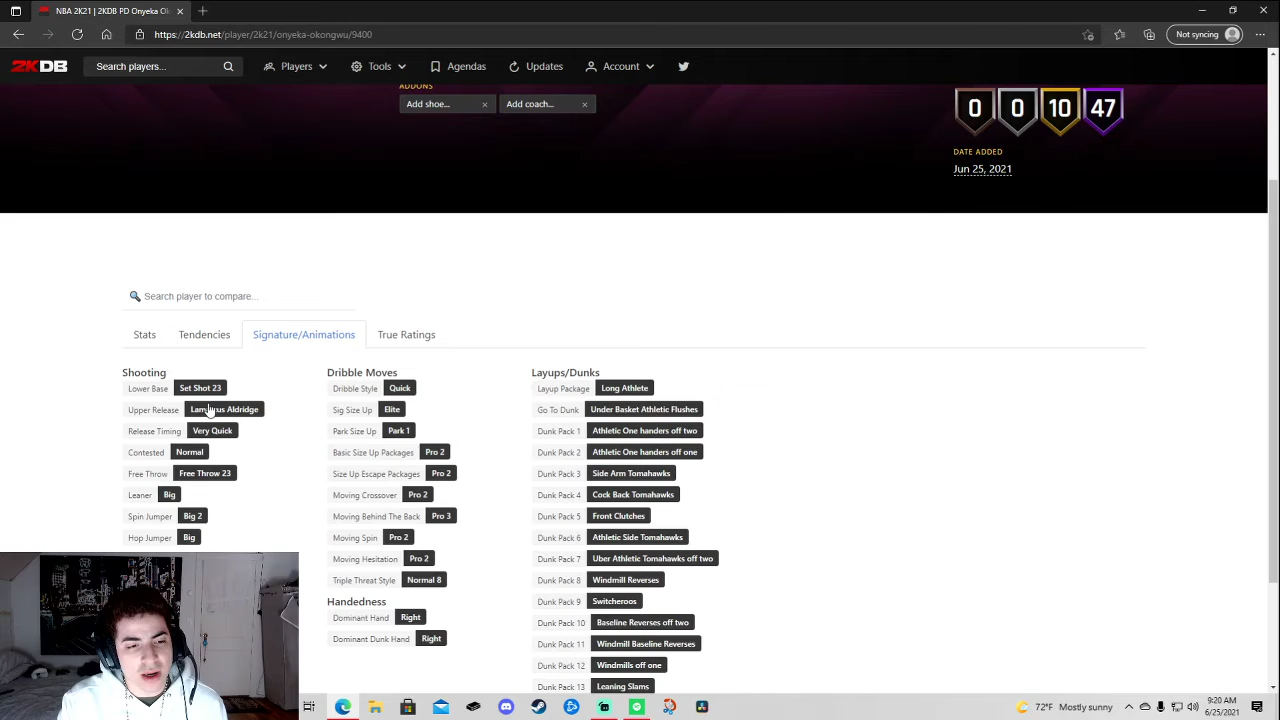 NBA 2K21 | 2KDB PD Onyeka Ok
https://2kdb.net/player/2k21/onyeka-okongwu/9400
Not syncing
2KDB
Search players...
Players
Tools
Agendas
Updates
Account
ADDONS
Add shoe... ×
Add coach... ×
0 0 10 47
DATE ADDED
Jun 25, 2021
Search player to compare...
Stats
Tendencies
Signature/Animations
True Ratings
Shooting
Lower Base Set Shot 23
Upper Release LaMarcus Aldridge
Release Timing Very Quick
Contested Normal
Free Throw Free Throw 23
Leaner Big
Spin Jumper Big 2
Hop Jumper Big
Dribble Moves
Dribble Style Quick
Sig Size Up Elite
Park Size Up Park 1
Basic Size Up Packages Pro 2
Size Up Escape Packages Pro 2
Moving Crossover Pro 2
Moving Behind The Back Pro 3
Moving Spin Pro 2
Moving Hesitation Pro 2
Triple Threat Style Normal 8
Handedness
Dominant Hand Right
Dominant Dunk Hand Right
Layups/Dunks
Layup Package Long Athlete
Go To Dunk Under Basket Athletic Flushes
Dunk Pack 1 Athletic One handers off two
Dunk Pack 2 Athletic One handers off one
Dunk Pack 3 Side Arm Tomahawks
Dunk Pack 4 Cock Back Tomahawks
Dunk Pack 5 Front Clutches
Dunk Pack 6 Athletic Side Tomahawks
Dunk Pack 7 Uber Athletic Tomahawks off two
Dunk Pack 8 Windmill Reverses
Dunk Pack 9 Switcheroos
Dunk Pack 10 Baseline Reverses off two
Dunk Pack 11 Windmill Baseline Reverses
Dunk Pack 12 Windmills off one
Dunk Pack 13 Leaning Slams
72°F Mostly sunny
9:20 AM
6/25/2021